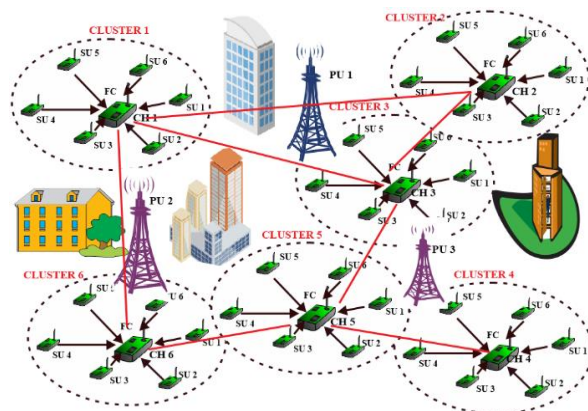 CLUSTER 1
SU 5
SU 6
FC
SU 1
SU 4
CH 1
SU 3
SU 2
PU 1
CLUSTER 2
SU 5
SU 6
FC
SU 1
SU 4
CH 2
SU 3
SU 2
CLUSTER 3
SU 5
FC
SU 1
SU 4
CH 3
SU 3
SU 2
PU 2
CLUSTER 5
SU 5
SU 6
FC
SU 1
SU 4
CH 5
SU 3
SU 2
PU 3
CLUSTER 6
U 6
FC
SU 1
SU 4
CH 6
SU 3
SU 2
CLUSTER 4
SU 5
SU 6
FC
SU 1
SU 4
CH 4
SU 3
SU 2